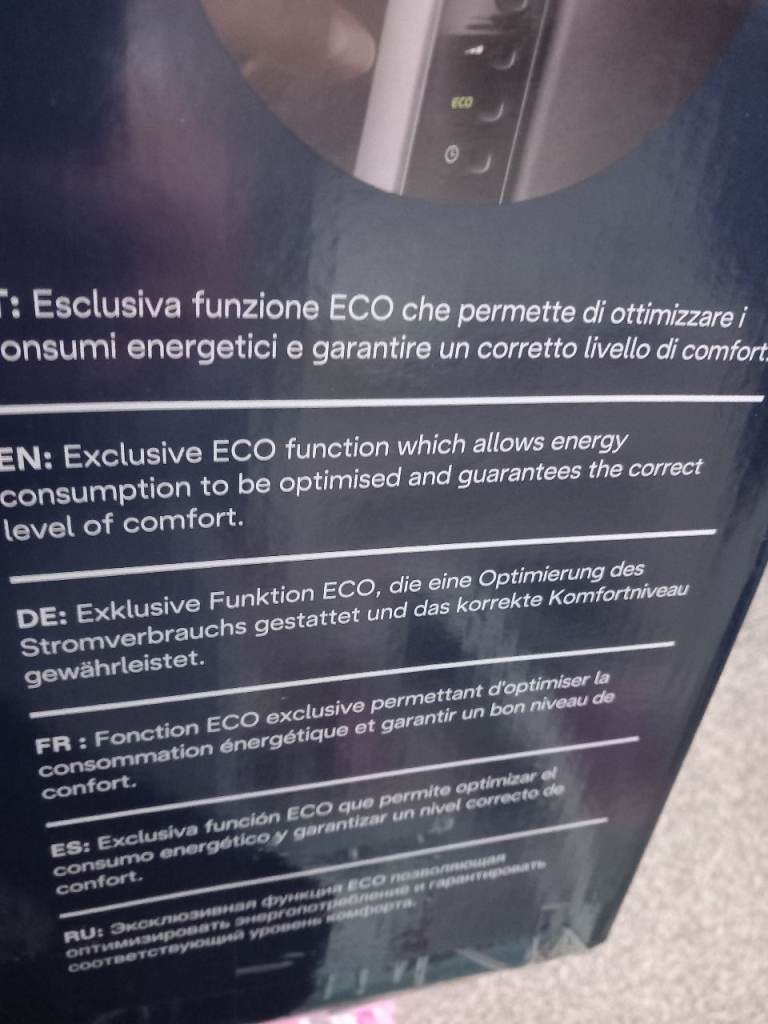 ECO
T: Esclusiva funzione ECO che permette di ottimizzare i
onsumi energetici e garantire un corretto livello di comfort.
EN: Exclusive ECO function which allows energy
consumption to be optimised and guarantees the correct
level of comfort.
DE: Exklusive Funktion ECO, die eine Optimierung des
Stromverbrauchs gestattet und das korrekte Komfortniveau
gewährleistet.
FR : Fonction ECO exclusive permettant d'optimiser la
consommation énergétique et garantir un bon niveau de
confort.
ES: Exclusiva función ECO que permite optimizar el
consumo energético y garantizar un nivel correcto de
confort.
RU: Эксклюзивная функция ECO позволяющая
оптимизировать энергопотребление и гарантировать
соответствующий уровень комфорта.